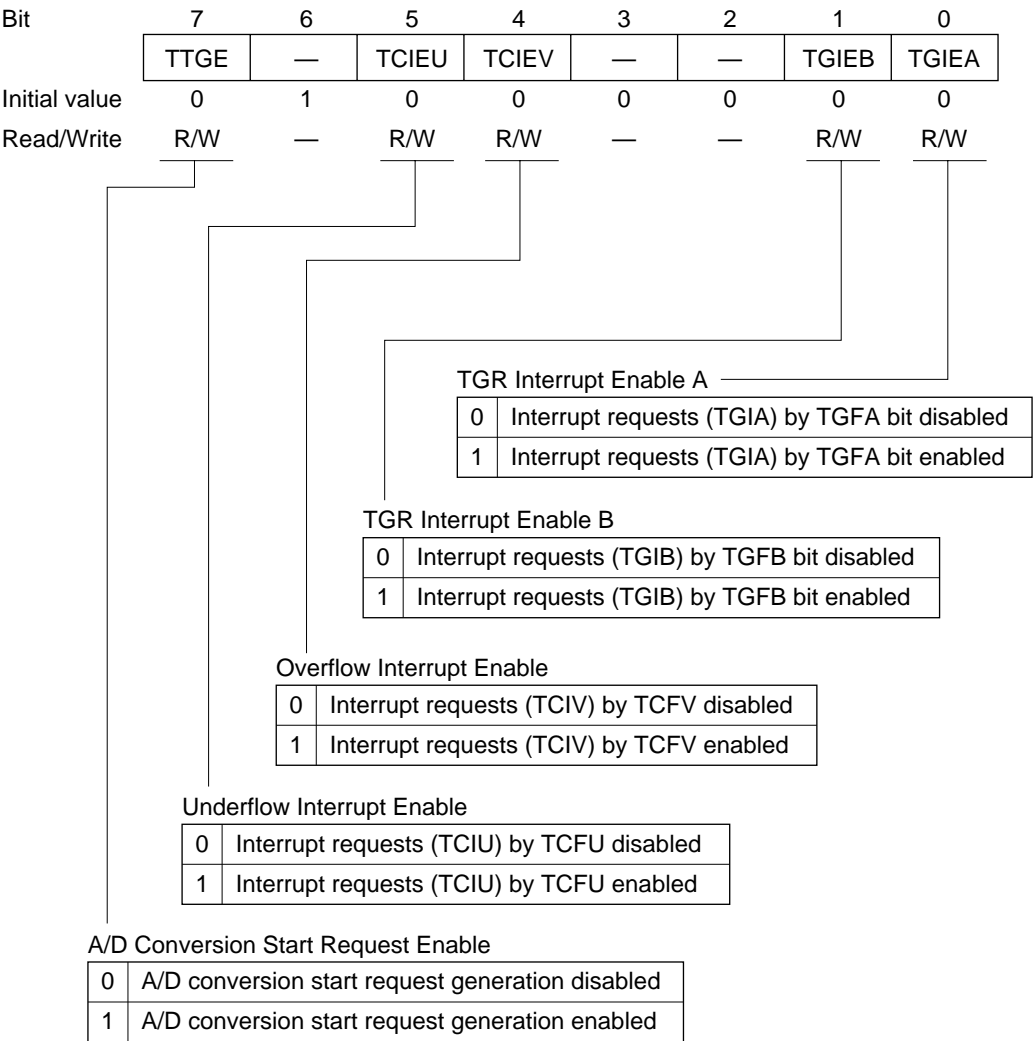 Bit 7 6 5 4 3 2 1 0
TTGE — TCIEU TCIEV — — TGIEB TGIEA
Initial value 0 1 0 0 0 0 0 0
Read/Write R/W — R/W R/W — — R/W R/W
TGR Interrupt Enable A
0 Interrupt requests (TGIA) by TGFA bit disabled
1 Interrupt requests (TGIA) by TGFA bit enabled
TGR Interrupt Enable B
0 Interrupt requests (TGIB) by TGFB bit disabled
1 Interrupt requests (TGIB) by TGFB bit enabled
Overflow Interrupt Enable
0 Interrupt requests (TCIV) by TCFV disabled
1 Interrupt requests (TCIV) by TCFV enabled
Underflow Interrupt Enable
0 Interrupt requests (TCIU) by TCFU disabled
1 Interrupt requests (TCIU) by TCFU enabled
A/D Conversion Start Request Enable
0 A/D conversion start request generation disabled
1 A/D conversion start request generation enabled